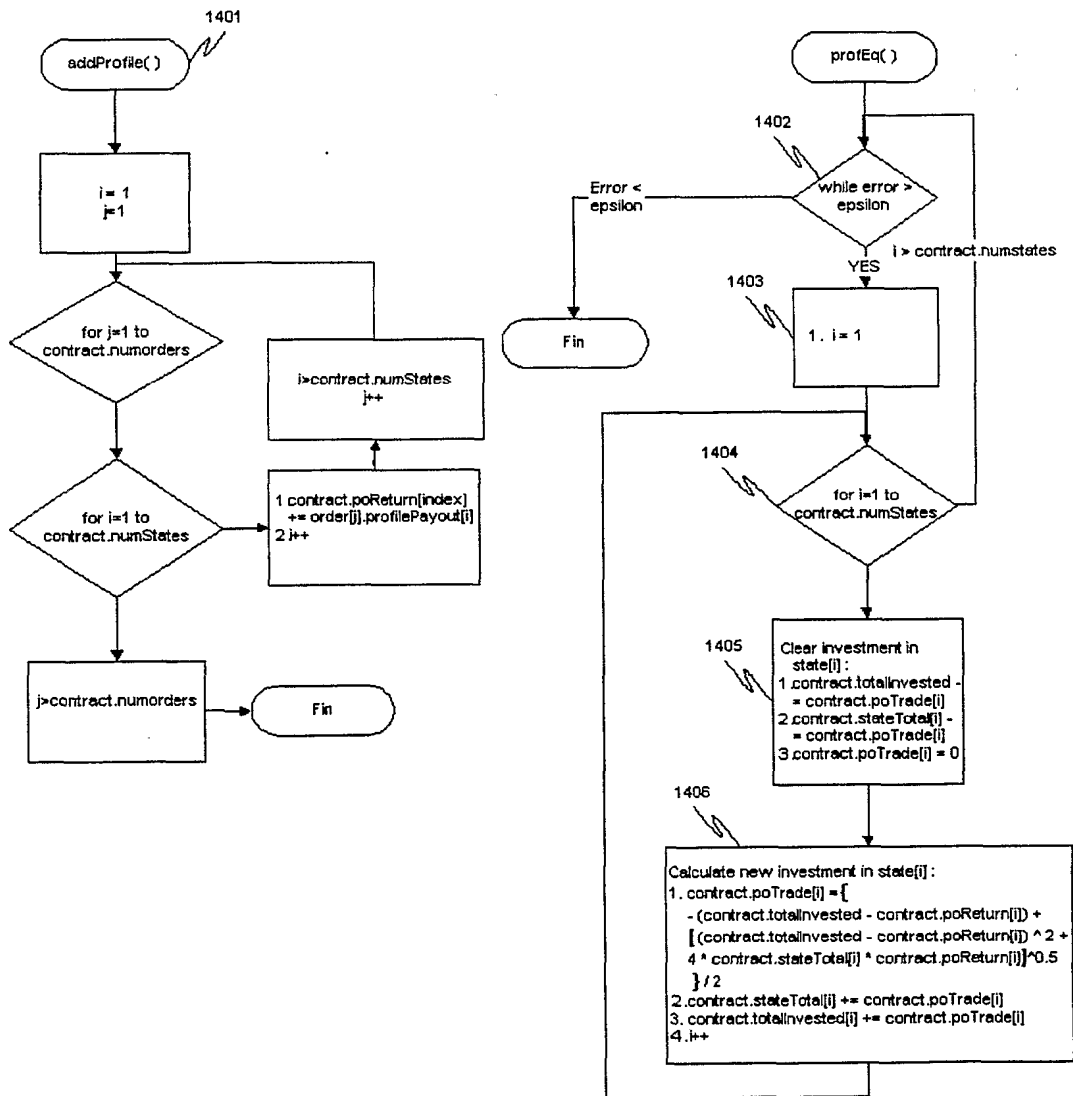 1401
addProfile( )
i = 1
j=1
for j=1 to
contract.numorders
i>contract.numStates
j++
for i=1 to
contract.numStates
1 contract.poReturn[index]
+= order[j].profilePayout[i]
2 i++
j>contract.numorders
Fin
profEq( )
1402
while error >
epsilon
Error <
epsilon
i > contract.numstates
YES
1403
1. i = 1
Fin
1404
for i=1 to
contract.numStates
1405
Clear investment in
state[i] :
1.contract.totalInvested -
= contract.poTrade[i]
2.contract.stateTotal[i] -
= contract.poTrade[i]
3.contract.poTrade[i] = 0
1406
Calculate new investment in state[i] :
1. contract.poTrade[i] = {
- (contract.totalInvested - contract.poReturn[i]) +
[ (contract.totalInvested - contract.poReturn[i]) ^ 2 +
4 * contract.stateTotal[i] * contract.poReturn[i]]^0.5
} / 2
2.contract.stateTotal[i] += contract.poTrade[i]
3. contract.totalInvested[i] += contract.poTrade[i]
4. i++